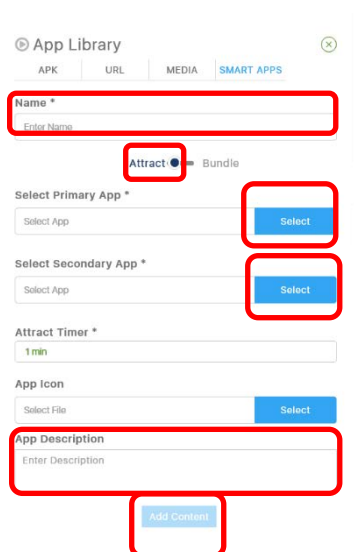 App Library
APK URL MEDIA SMART APPS
Name *
Enter Name
Attract Bundle
Select Primary App *
Select App Select
Select Secondary App *
Select App Select
Attract Timer *
1 min
App Icon
Select File Select
App Description
Enter Description
Add Content